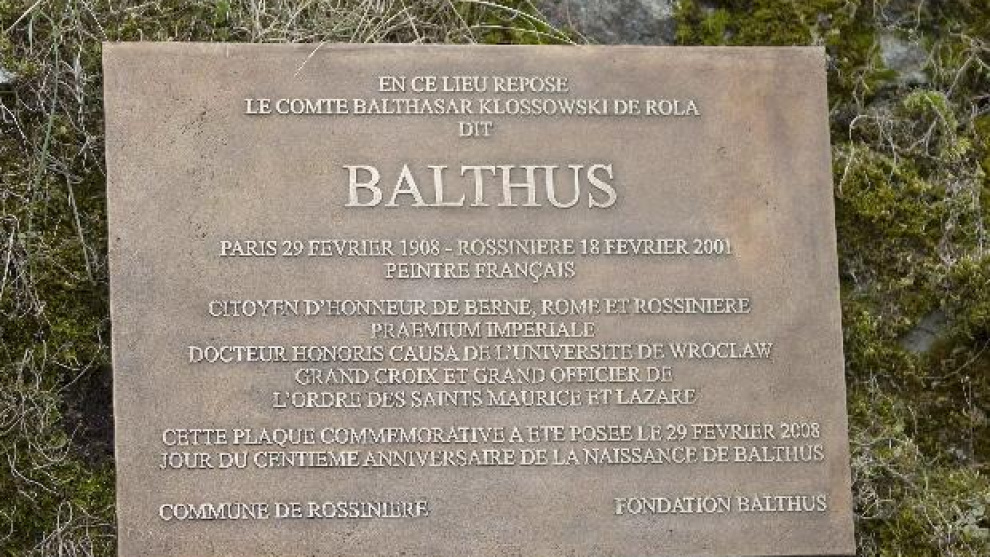 EN CE LIEU REPOSE
LE COMTE BALTHASAR KLOSSOWSKI DE ROLA
DIT
BALTHUS
PARIS 29 FEVRIER 1908 - ROSSINIERE 18 FEVRIER 2001
PEINTRE FRANÇAIS
CITOYEN D'HONNEUR DE BERNE, ROME ET ROSSINIERE
PRAEMIUM IMPERIALE
DOCTEUR HONORIS CAUSA DE L'UNIVERSITE DE WROCLAW
GRAND CROIX ET GRAND OFFICIER DE
L'ORDRE DES SAINTS MAURICE ET LAZARE
CETTE PLAQUE COMMEMORATIVE A ETE POSEE LE 29 FEVRIER 2008
JOUR DU CENTIEME ANNIVERSAIRE DE LA NAISSANCE DE BALTHUS
COMMUNE DE ROSSINIERE
FONDATION BALTHUS